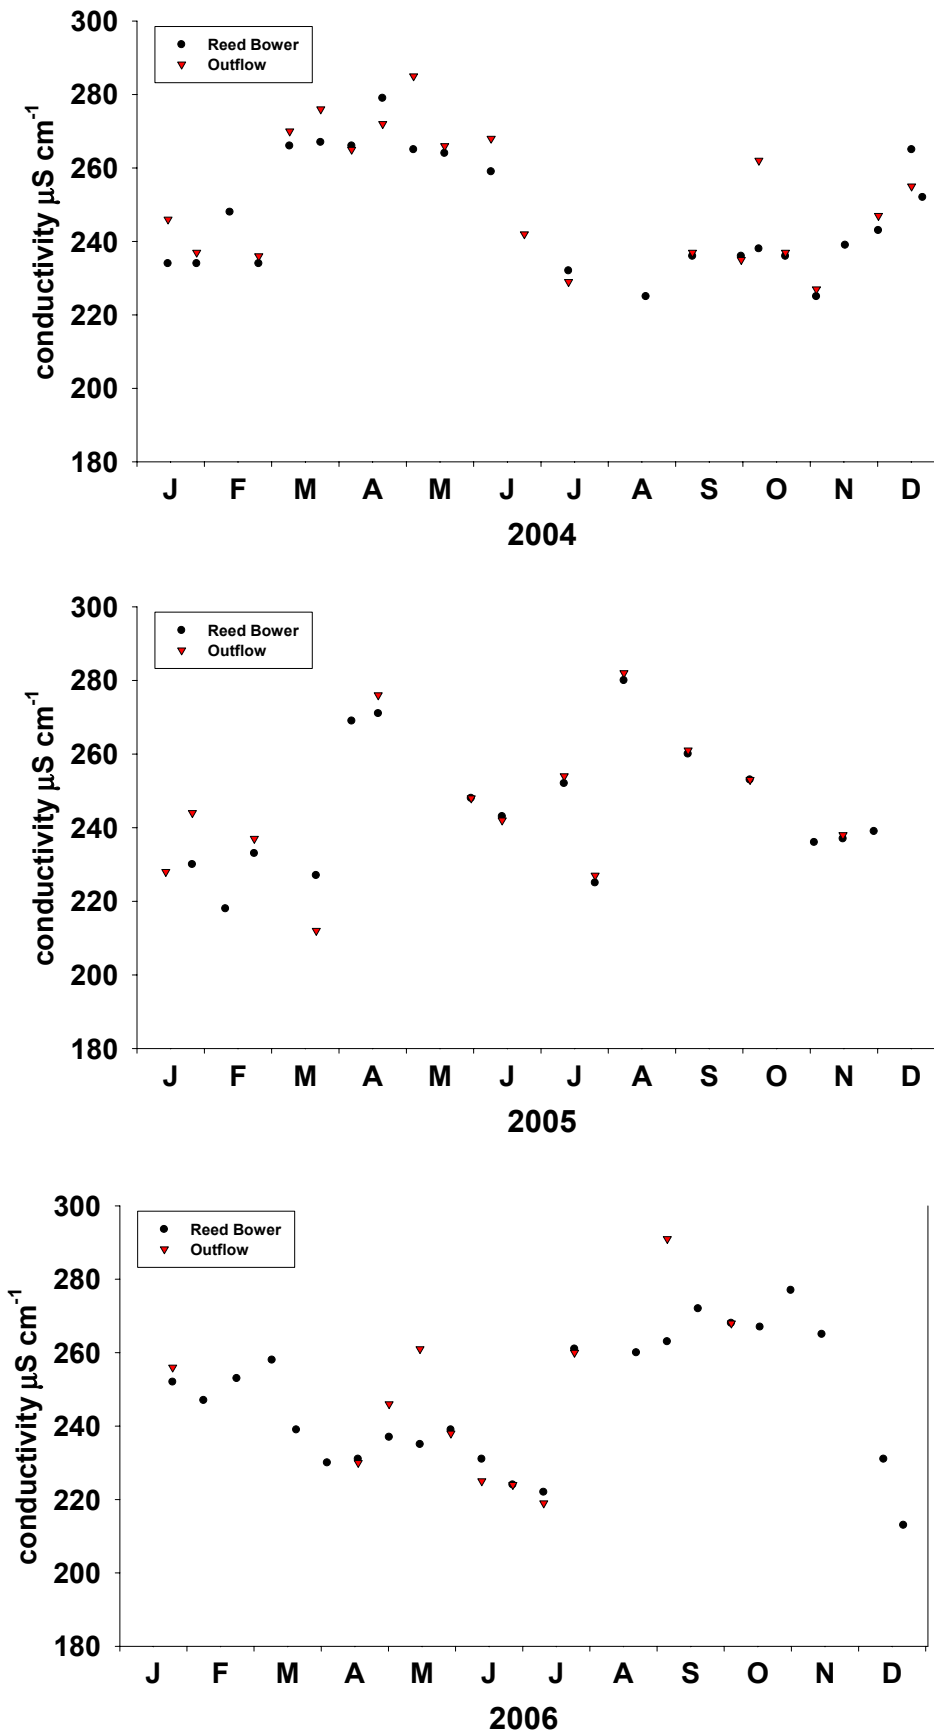 300
Reed Bower
Outflow
280
260
240
220
200
180
conductivity μS cm-1
J F M A M J J A S O N D
2004
300
Reed Bower
Outflow
280
260
240
220
200
180
conductivity μS cm-1
J F M A M J J A S O N D
2005
300
Reed Bower
Outflow
280
260
240
220
200
180
conductivity μS cm-1
J F M A M J J A S O N D
2006